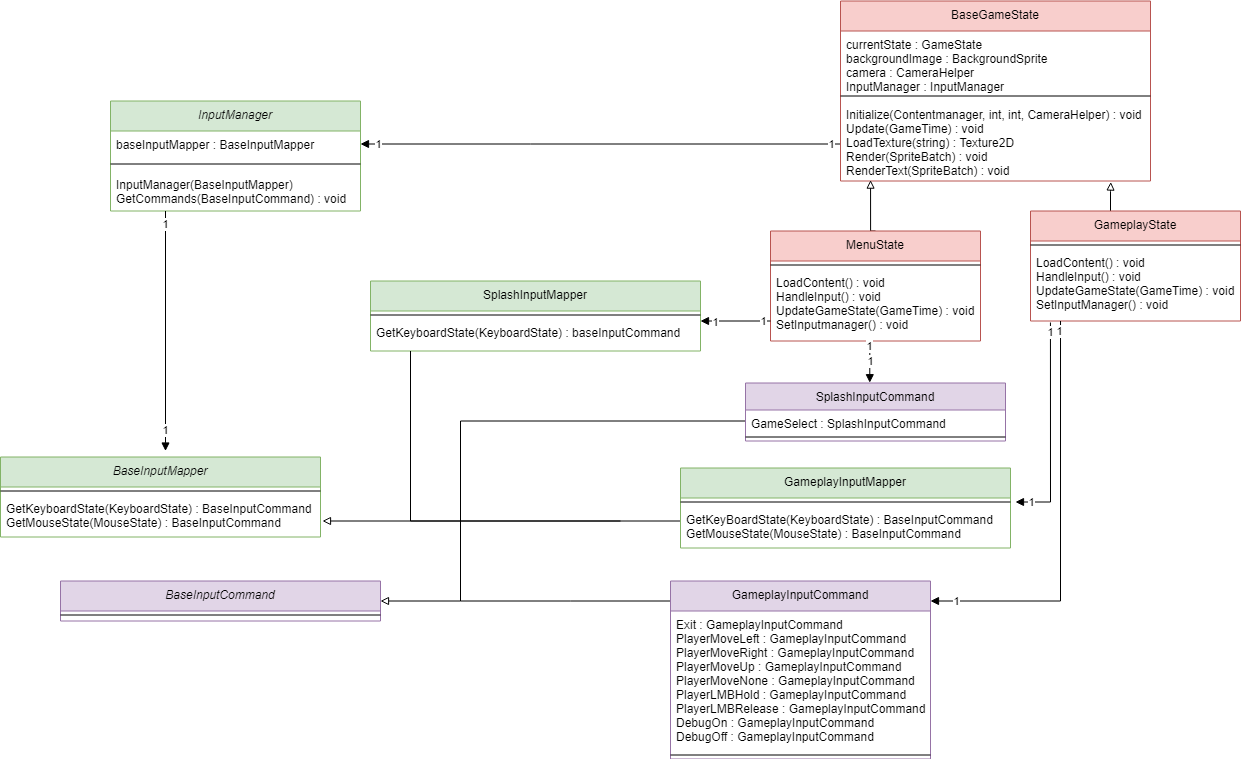 BaseGameState
currentState : GameState
backgroundImage : BackgroundSprite
camera : CameraHelper
InputManager : InputManager
Initialize(Contentmanager, int, int, CameraHelper) : void
Update(GameTime) : void
LoadTexture(string) : Texture2D
Render(SpriteBatch) : void
RenderText(SpriteBatch) : void
InputManager
baseInputMapper : BaseInputMapper
InputManager(BaseInputMapper)
GetCommands(BaseInputCommand) : void
1
1
1
1
GameplayState
LoadContent() : void
HandleInput() : void
UpdateGameState(GameTime) : void
SetInputManager() : void
MenuState
LoadContent() : void
HandleInput() : void
UpdateGameState(GameTime) : void
SetInputmanager() : void
SplashInputMapper
GetKeyboardState(KeyboardState) : baseInputCommand
1
1
1
1
1
1
SplashInputCommand
GameSelect : SplashInputCommand
BaseInputMapper
GetKeyboardState(KeyboardState) : BaseInputCommand
GetMouseState(MouseState) : BaseInputCommand
GameplayInputMapper
GetKeyBoardState(KeyboardState) : BaseInputCommand
GetMouseState(MouseState) : BaseInputCommand
1
BaseInputCommand
GameplayInputCommand
1
Exit : GameplayInputCommand
PlayerMoveLeft : GameplayInputCommand
PlayerMoveRight : GameplayInputCommand
PlayerMoveUp : GameplayInputCommand
PlayerMoveNone : GameplayInputCommand
PlayerLMBHold : GameplayInputCommand
PlayerLMBRelease : GameplayInputCommand
DebugOn : GameplayInputCommand
DebugOff : GameplayInputCommand